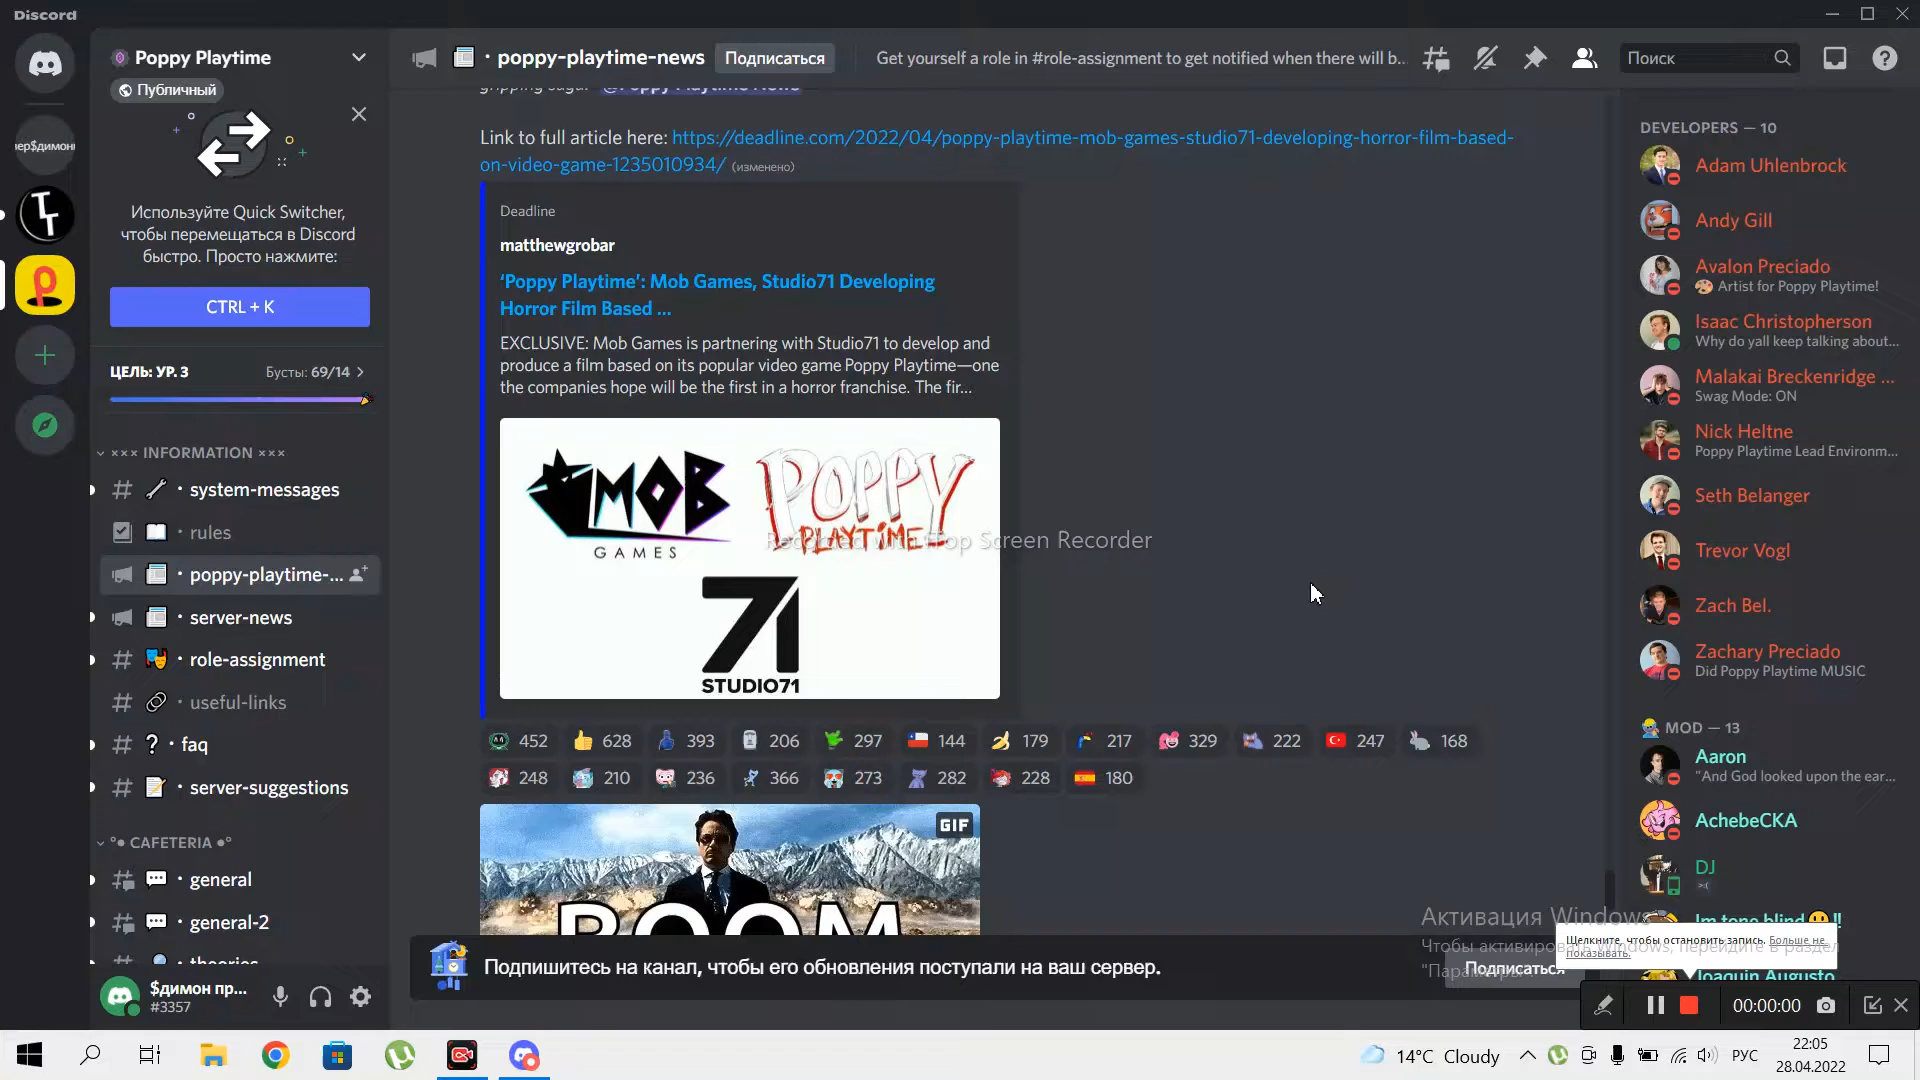 Discord
Poppy Playtime
Публичный
Используйте Quick Switcher,
чтобы перемещаться в Discord
быстро. Просто нажмите:
CTRL + K
ЦЕЛЬ: УР. 3
Бусты: 69/14
××× INFORMATION ×××
system-messages
rules
poppy-playtime-...
server-news
role-assignment
useful-links
faq
server-suggestions
°• CAFETERIA •°
general
general-2
$димон пр...
#3357
poppy-playtime-news
Подписаться
Get yourself a role in #role-assignment to get notified when there will b...
Поиск
Link to full article here: https://deadline.com/2022/04/poppy-playtime-mob-games-studio71-developing-horror-film-based-
on-video-game-1235010934/ (изменено)
Deadline
matthewgrobar
‘Poppy Playtime’: Mob Games, Studio71 Developing
Horror Film Based ...
EXCLUSIVE: Mob Games is partnering with Studio71 to develop and
produce a film based on its popular video game Poppy Playtime—one
the companies hope will be the first in a horror franchise. The fir...
MOB
GAMES
POPPY
PLAYTIME
71
STUDIO71
Screen Recorder
452 628 393 206 297 144 179 217 329 222 247 168
248 210 236 366 273 282 228 180
GIF
BOOM
Подпишитесь на канал, чтобы его обновления поступали на ваш сервер.
Подписаться
DEVELOPERS — 10
Adam Uhlenbrock
Andy Gill
Avalon Preciado
Artist for Poppy Playtime!
Isaac Christopherson
Why do yall keep talking about...
Malakai Breckenridge ...
Swag Mode: ON
Nick Heltne
Poppy Playtime Lead Environm...
Seth Belanger
Trevor Vogl
Zach Bel.
Zachary Preciado
Did Poppy Playtime MUSIC
MOD — 13
Aaron
"And God looked upon the ear...
AchebeCKA
DJ
Im tone blind !!
Joaquin Augusto
Активация Windows
Щелкните, чтобы остановить запись. Больше не
показывать.
00:00:00
14°C Cloudy
РУС
22:05
28.04.2022